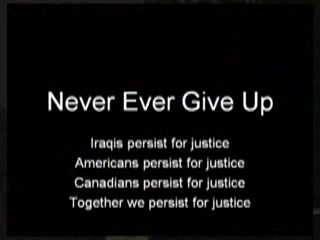 Never Ever Give Up
Iraqis persist for justice
Americans persist for justice
Canadians persist for justice
Together we persist for justice